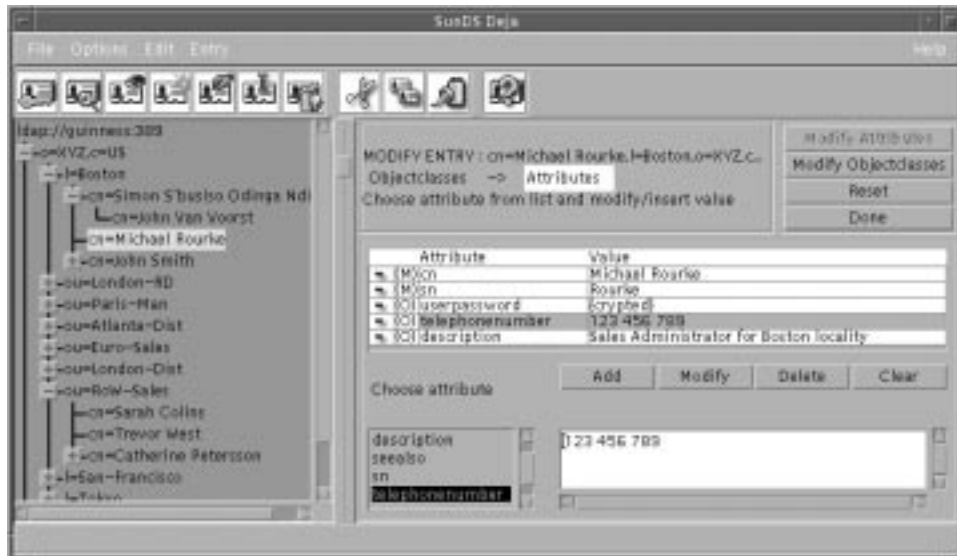 SunDS Deja
File Options Edit Entry Help
ldap://guinness:389
o=XYZ,c=US
l=Boston
cn=Simon S'busiso Odinga Ndl
cn=John Van Voorst
cn=Michael Rourke
cn=John Smith
ou=London-RD
ou=Paris-Man
ou=Atlanta-Dist
ou=Euro-Sales
ou=London-Dist
ou=Row-Sales
cn=Sarah Colins
cn=Trevor West
cn=Catherine Petersson
l=San-Francisco
l=Tokyo
MODIFY ENTRY : cn=Michael Rourke,l=Boston,o=XYZ,c..
Objectclasses -> Attributes
Choose attribute from list and modify/insert value
Modify Attributes
Modify Objectclasses
Reset
Done
Attribute Value
(M)cn Michael Rourke
(M)sn Rourke
(O)userpassword {crypted}
(O)telephonenumber 123 456 789
(O)description Sales Administrator for Boston locality
Choose attribute
Add Modify Delete Clear
description
seealso
sn
telephonenumber
123 456 789